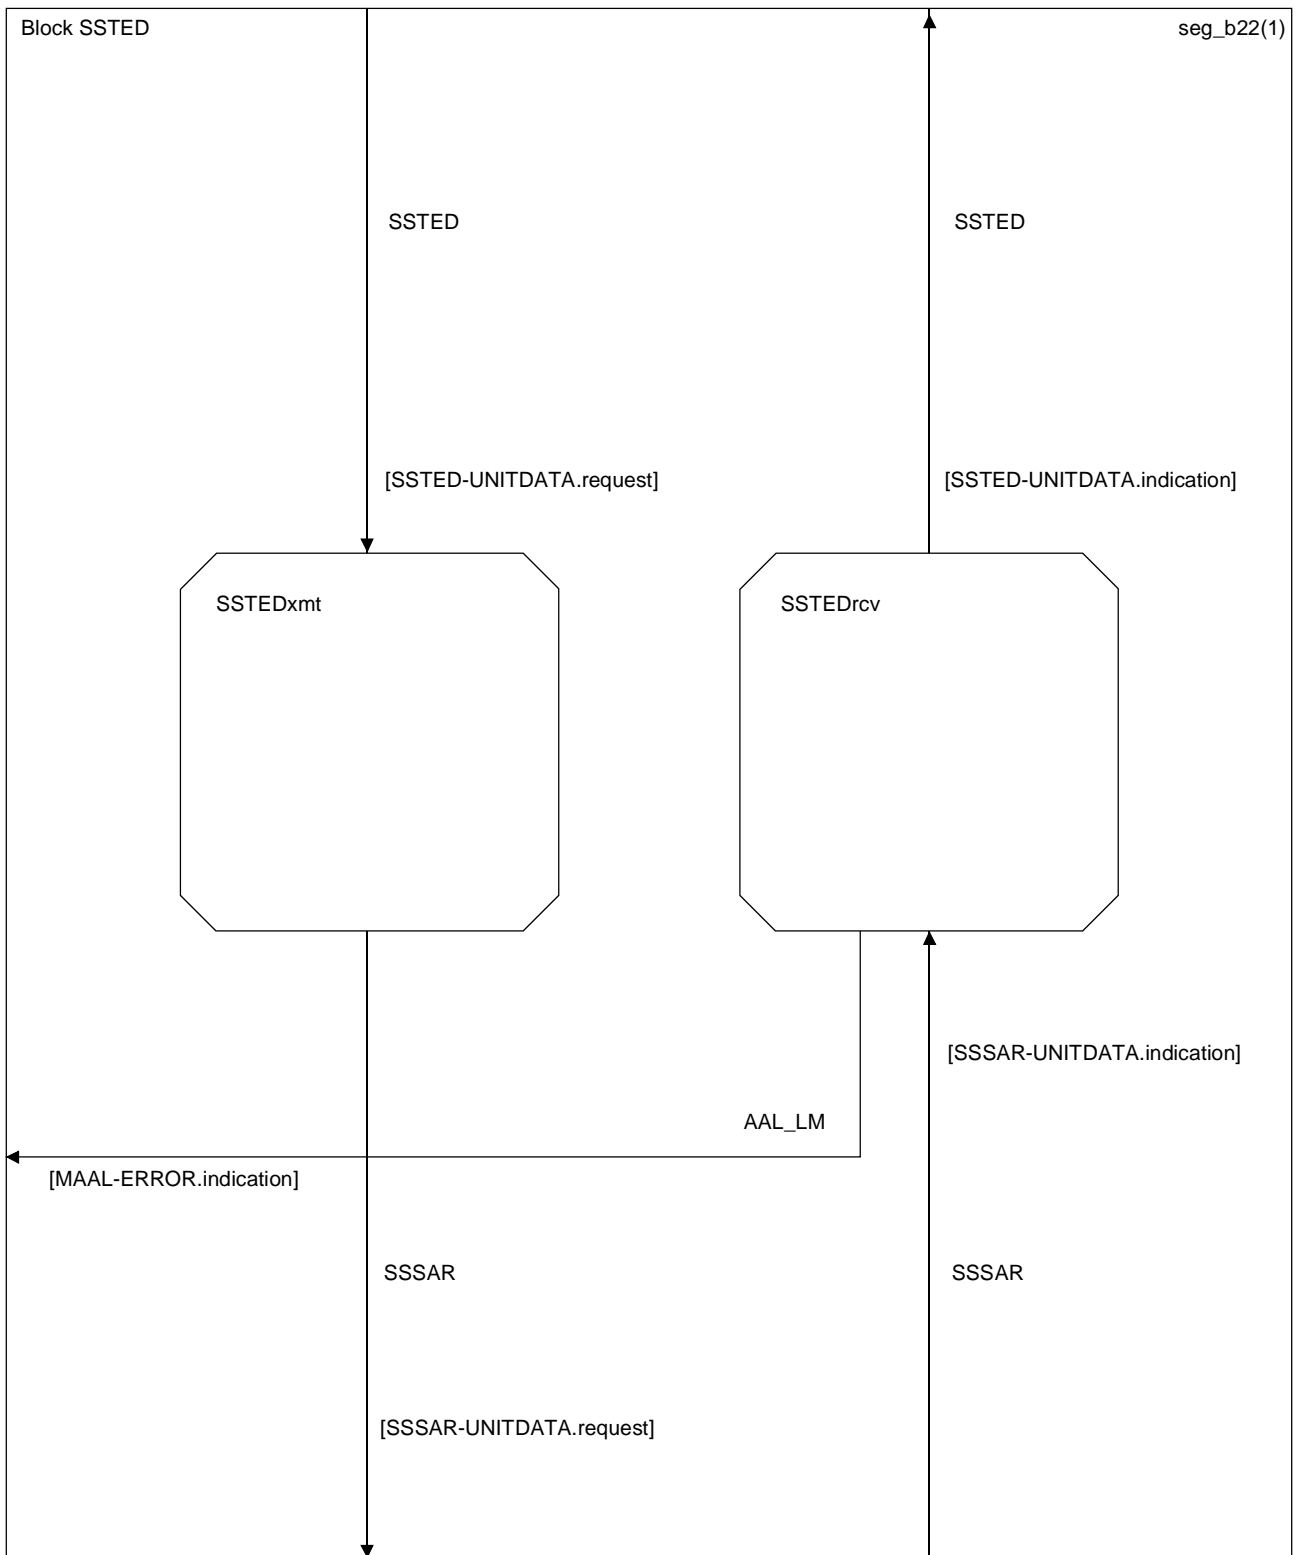 Block SSTED
seg_b22(1)
SSTED
SSTED
[SSTED-UNITDATA.request]
[SSTED-UNITDATA.indication]
SSTEDxmt
SSTEDrcv
[SSSAR-UNITDATA.indication]
AAL_LM
[MAAL-ERROR.indication]
SSSAR
SSSAR
[SSSAR-UNITDATA.request]